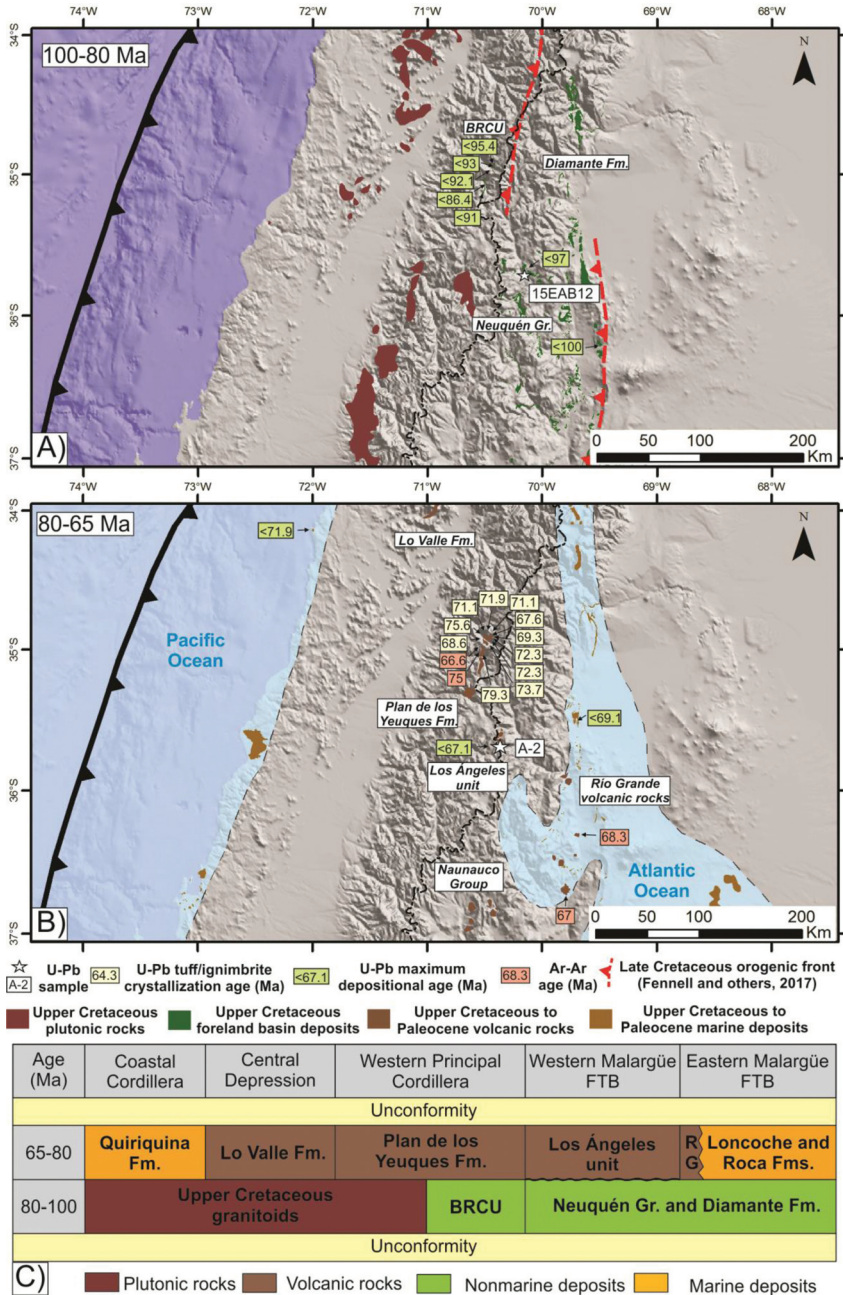 74°W 73°W 72°W 71°W 70°W 69°W 68°W
34°S
100-80 Ma
N
BRCU
<95.4
<93
<92.1
<86.4
<91
Diamante Fm.
35°S
<97
15EAB12
36°S
Neuquén Gr.
<100
A)
0 50 100 200
Km
37°S
74°W 73°W 72°W 71°W 70°W 69°W 68°W
34°S
80-65 Ma
<71.9
Lo Valle Fm.
N
71.1
71.9
71.1
75.6
67.6
68.6
69.3
66.6
72.3
75
72.3
79.3
73.7
35°S
Pacific
Ocean
Plan de los
Yeuques Fm.
<69.1
<67.1
A-2
Los Ángeles
unit
36°S
Río Grande
volcanic rocks
68.3
Naunauco
Group
Atlantic
Ocean
67
B)
0 50 100 200
Km
37°S
A-2
U-Pb
sample
64.3
U-Pb tuff/ignimbrite
crystallization age (Ma)
<67.1
U-Pb maximum
depositional age (Ma)
68.3
Ar-Ar
age (Ma)
Late Cretaceous orogenic front
(Fennell and others, 2017)
Upper Cretaceous
plutonic rocks
Upper Cretaceous
foreland basin deposits
Upper Cretaceous to
Paleocene volcanic rocks
Upper Cretaceous to
Paleocene marine deposits
Age
(Ma)
Coastal
Cordillera
Central
Depression
Western Principal
Cordillera
Western Malargüe
FTB
Eastern Malargüe
FTB
Unconformity
65-80
Quiriquina
Fm.
Lo Valle Fm.
Plan de los
Yeuques Fm.
Los Ángeles
unit
R
G
Loncoche and
Roca Fms.
80-100
Upper Cretaceous
granitoids
BRCU
Neuquén Gr. and Diamante Fm.
Unconformity
C)
Plutonic rocks
Volcanic rocks
Nonmarine deposits
Marine deposits